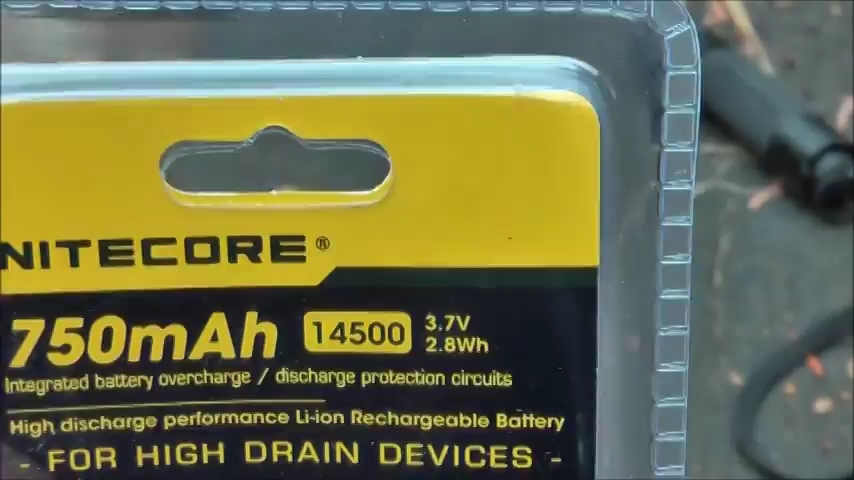 NITECORE®
750mAh 14500 3.7V
2.8Wh
Integrated battery overcharge / discharge protection circuits
High discharge performance Li-ion Rechargeable Battery
- FOR HIGH DRAIN DEVICES -